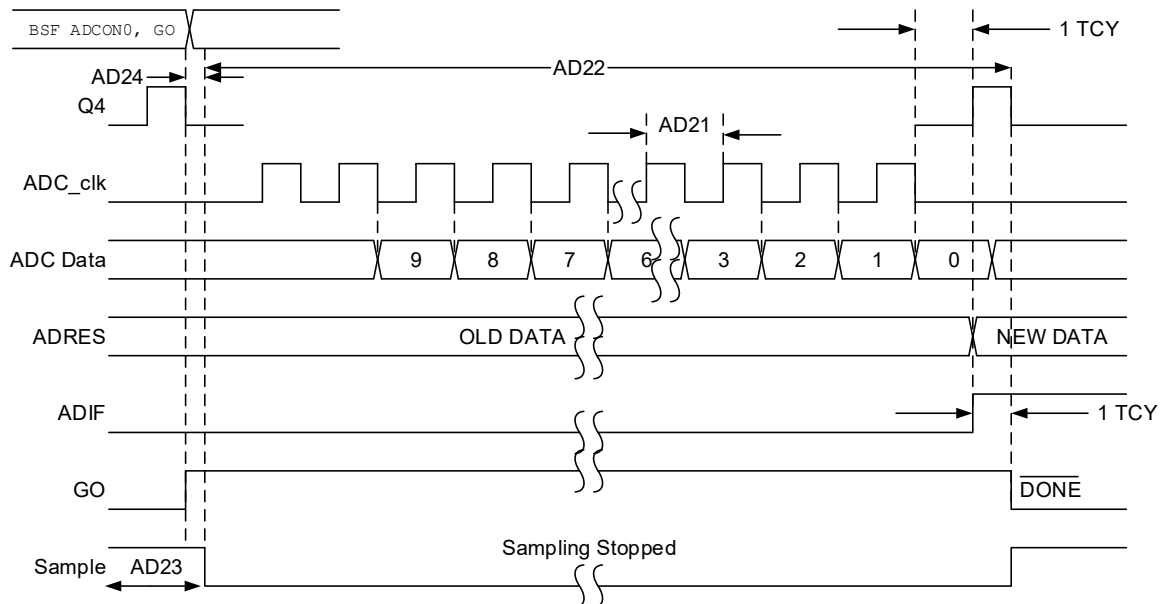 BSF ADCON0, GO
1 TCY
AD24
AD22
Q4
AD21
ADC_clk
ADC Data 9 8 7 6 3 2 1 0
ADRES OLD DATA NEW DATA
ADIF 1 TCY
GO DONE
Sampling Stopped
Sample AD23